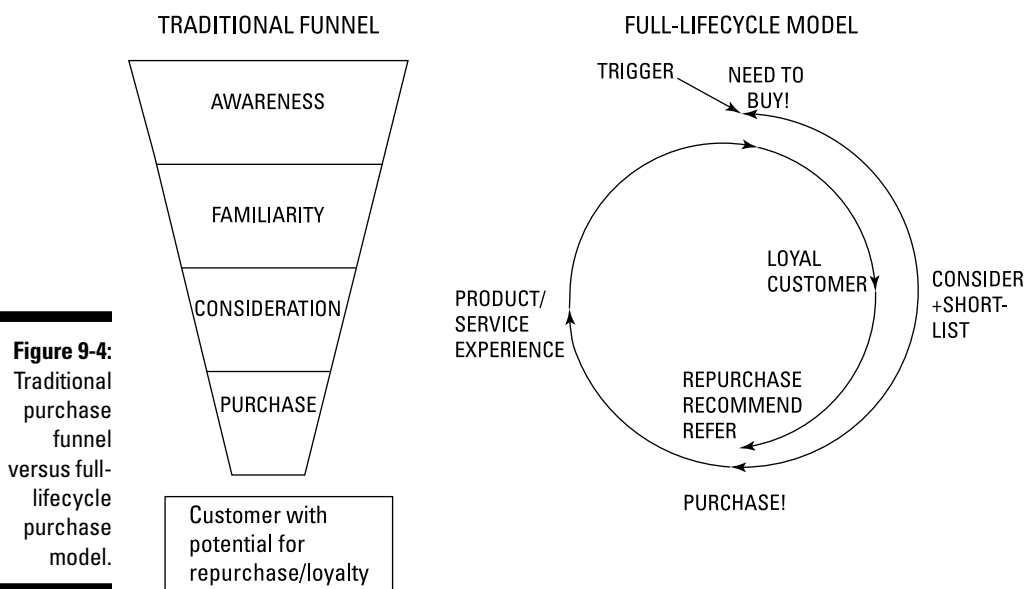 TRADITIONAL FUNNEL
AWARENESS
FAMILIARITY
CONSIDERATION
PURCHASE
Customer with
potential for
repurchase/loyalty
FULL-LIFECYCLE MODEL
TRIGGER
NEED TO
BUY!
LOYAL
CUSTOMER
CONSIDER
+SHORT-
LIST
PRODUCT/
SERVICE
EXPERIENCE
REPURCHASE
RECOMMEND
REFER
PURCHASE!
Figure 9-4:
Traditional
purchase
funnel
versus full-
lifecycle
purchase
model.